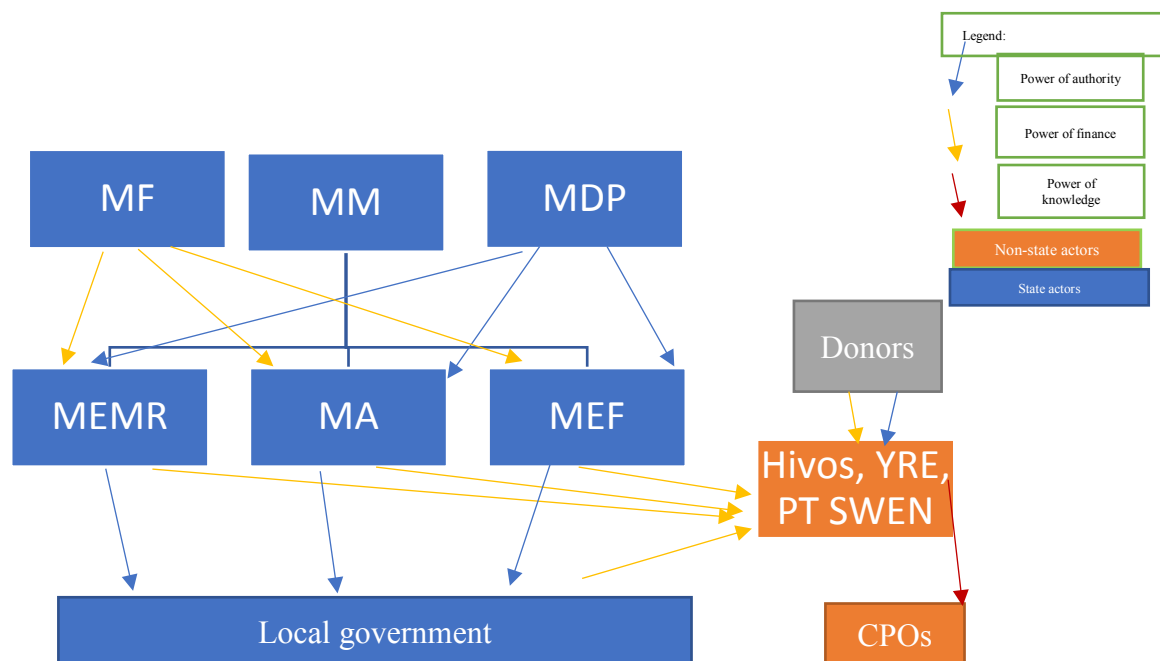 Legend:
Power of authority
Power of finance
Power of
knowledge
Non-state actors
State actors
MF
MM
MDP
Donors
MEMR
MA
MEF
Hivos, YRE,
PT SWEN
Local government
CPOs